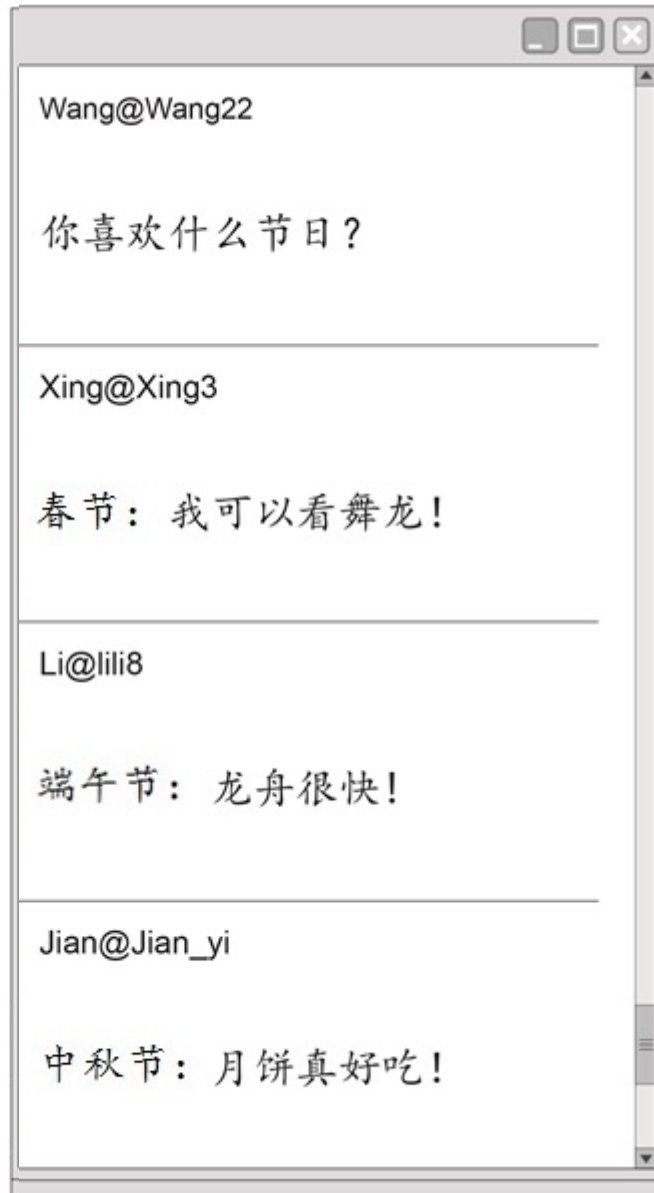 Wang@Wang22
你喜欢什么节日？
Xing@Xing3
春节：我可以看舞龙！
Li@lili8
端午节：龙舟很快！
Jian@Jian_yi
中秋节：月饼真好吃！